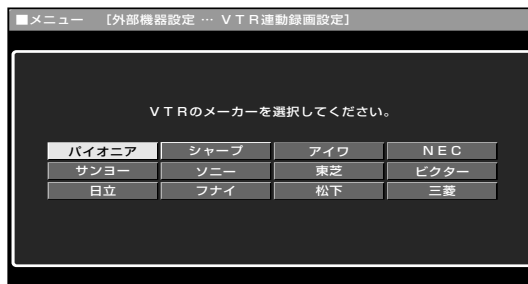 ■メニュー [外部機器設定 … ＶＴＲ連動録画設定]
ＶＴＲのメーカーを選択してください。
パイオニア シャープ アイワ ＮＥＣ
サンヨー ソニー 東芝 ビクター
日立 フナイ 松下 三菱